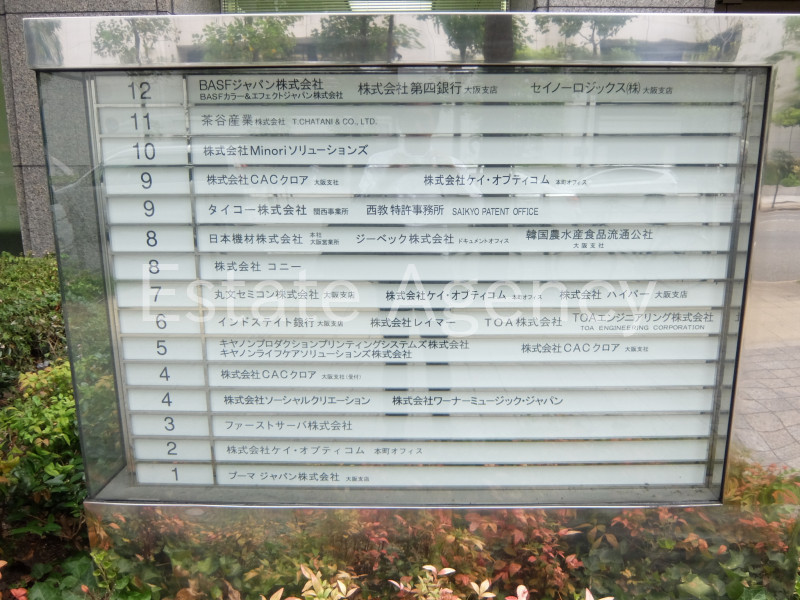 12 BASFジャパン株式会社 株式会社第四銀行 大阪支店 セイノーロジックス㈱ 大阪支店
BASFカラー&エフェクトジャパン株式会社
11 茶谷産業株式会社 T.CHATANI & CO., LTD.
10 株式会社Minoriソリューションズ
9 株式会社CACクロア 大阪支社 株式会社ケイ・オプティコム 本町オフィス
9 タイコー株式会社 関西事業所 西教特許事務所 SAIKYO PATENT OFFICE
8 日本機材株式会社 本社 大阪営業所 ジーベック株式会社 ドキュメントオフィス 韓国農水産食品流通公社 大阪支社
8 株式会社 コニー
7 丸文セミコン株式会社 大阪支店 株式会社ケイ・オプティコム 本町オフィス 株式会社 ハイバー 大阪支店
6 インドステイト銀行 大阪支店 株式会社レイマー TOA株式会社 TOAエンジニアリング株式会社
TOA ENGINEERING CORPORATION
5 キヤノンプロダクションプリンティングシステムズ株式会社 株式会社CACクロア 大阪支社
キヤノンライフケアソリューションズ株式会社
4 株式会社CACクロア 大阪支社(受付)
4 株式会社ソーシャルクリエーション 株式会社ワーナーミュージック・ジャパン
3 ファーストサーバ株式会社
2 株式会社ケイ・オプティコム 本町オフィス
1 プーマ ジャパン株式会社 大阪支店
Estate Agency